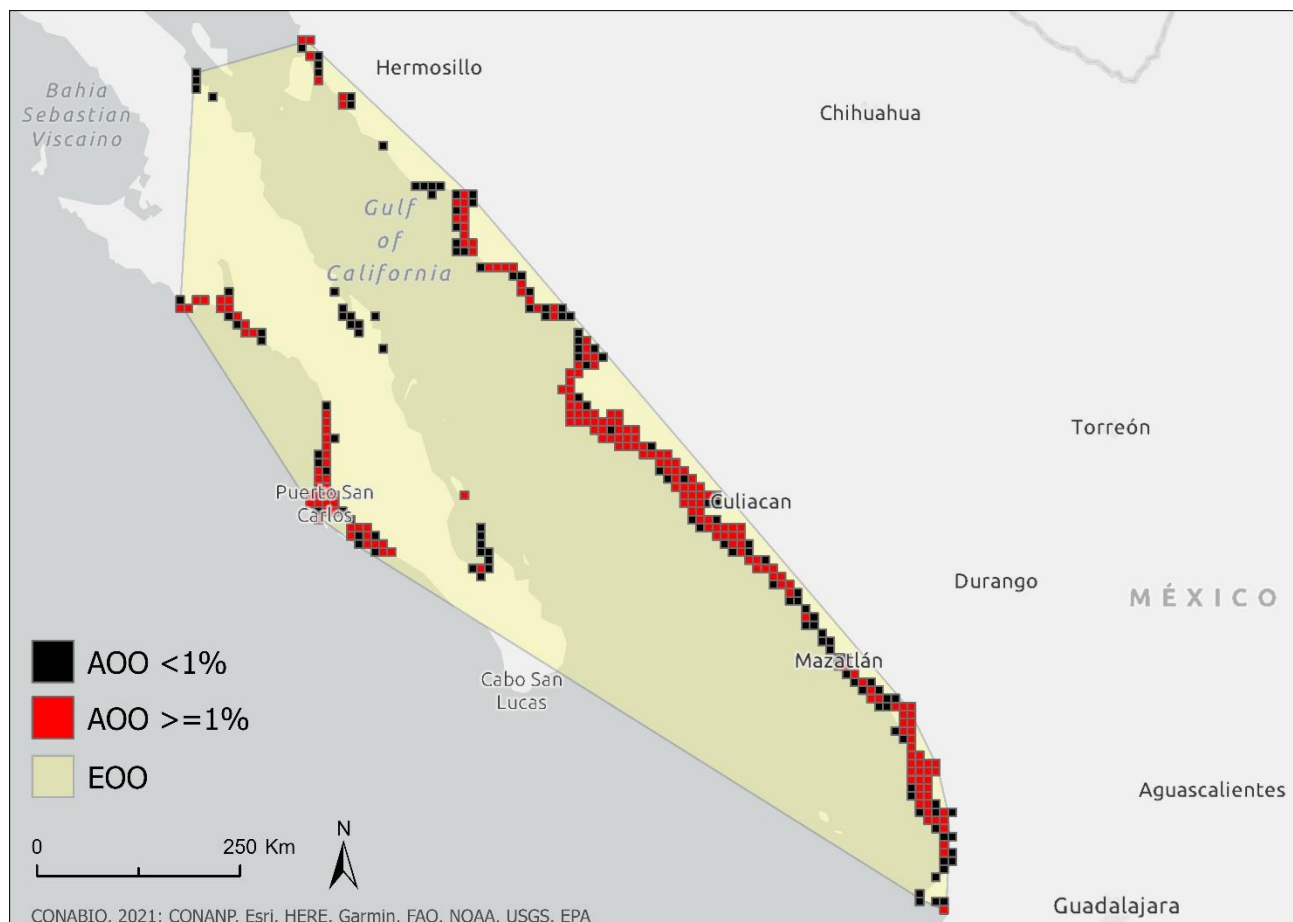 Hermosillo
Bahia
Sebastian
Viscaino
Chihuahua
Gulf
of
California
Torreón
Puerto San
Carlos
Culiacan
Durango
MÉXICO
Mazatlán
Cabo San
Lucas
Aguascalientes
Guadalajara
AOO <1%
AOO >=1%
EOO
N
0 250 Km
CONABIO, 2021; CONANP, Esri, HERE, Garmin, FAO, NOAA, USGS, EPA